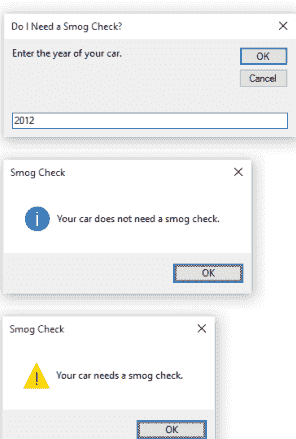 Do I Need a Smog Check?
Enter the year of your car.
OK
Cancel
2012
Smog Check
Your car does not need a smog check.
OK
Smog Check
Your car needs a smog check.
OK